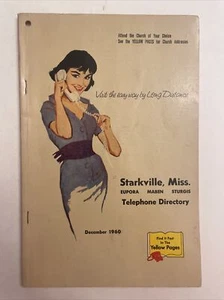 Attend the Church of Your Choice
See the YELLOW PAGES for Church Addresses
Visit the easy way by Long Distance
Starkville, Miss.
EUPORA MABEN STURGIS
Telephone Directory
December 1960
Find It Fast
In The
Yellow Pages